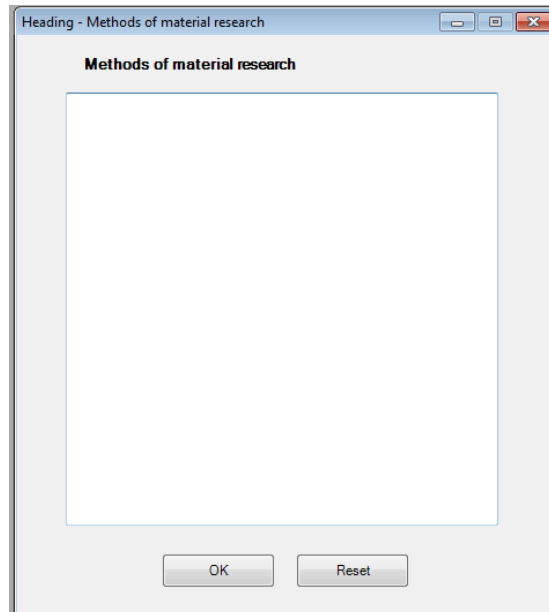 Heading - Methods of material research
Methods of material research
OK
Reset